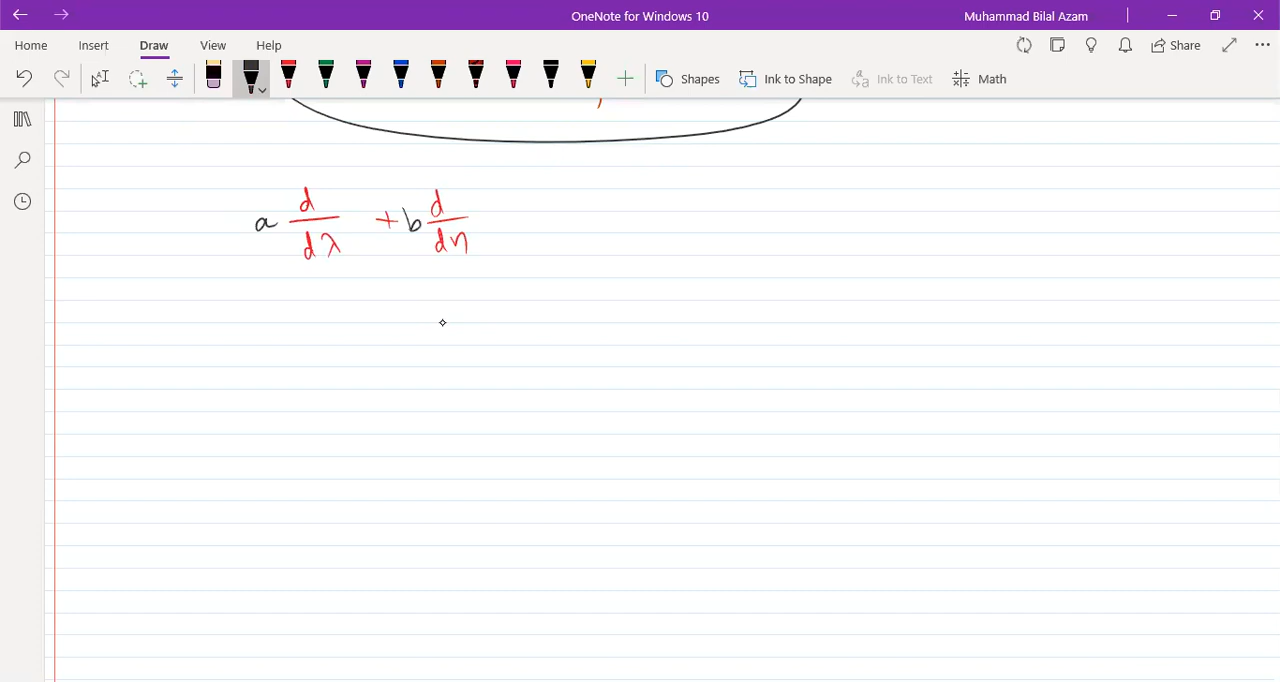 OneNote for Windows 10
Muhammad Bilal Azam
Home Insert Draw View Help
Share
Shapes Ink to Shape Ink to Text Math
a d/dλ + b d/dη